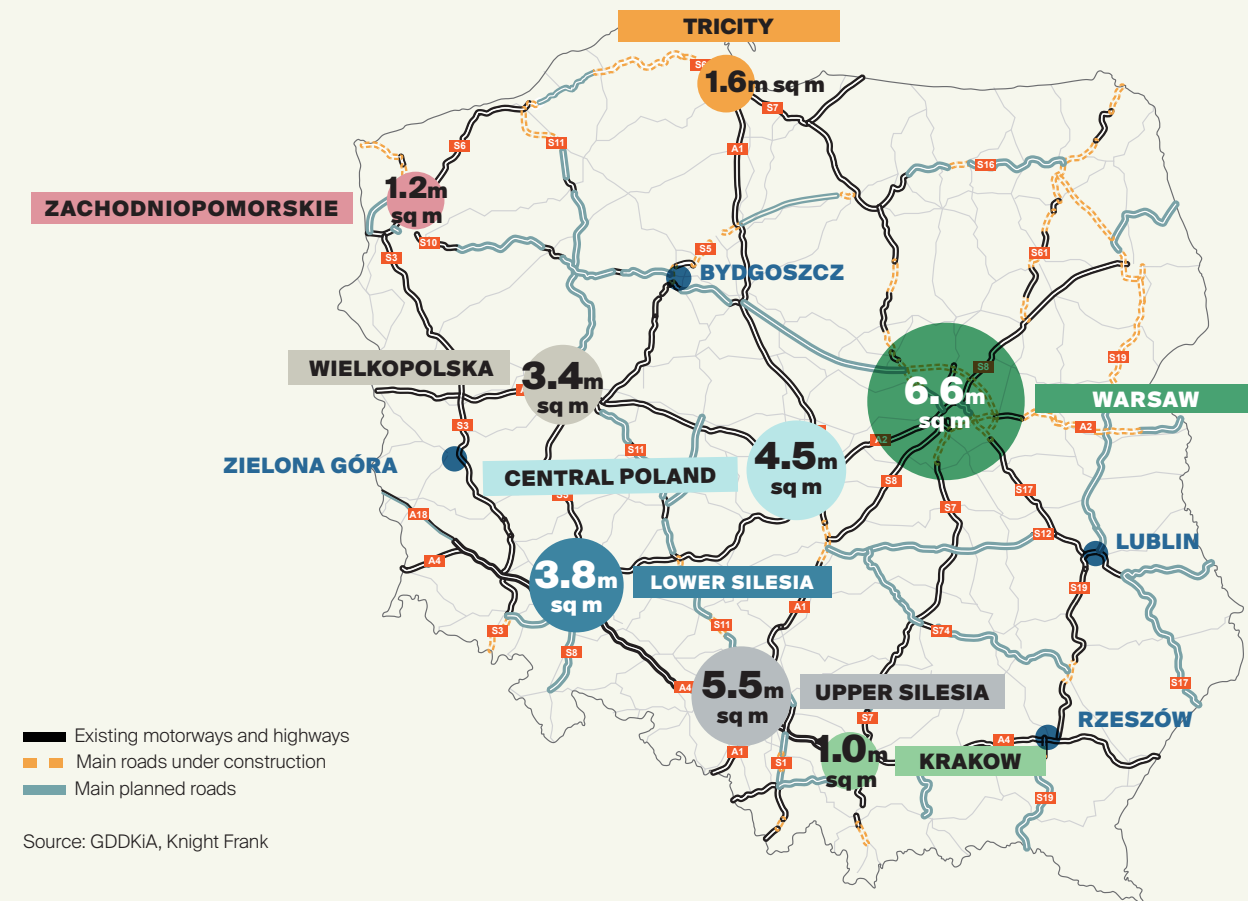 TRICITY
S6
1.6m sq m
S7
S6
S11
A1
S16
1.2m
sq m
ZACHODNIOPOMORSKIE
S10
S3
S5
S61
BYDGOSZCZ
WIELKOPOLSKA
3.4m
sq m
S8
S19
6.6m
sq m
WARSAW
S3
A2
A2
S11
ZIELONA GÓRA
CENTRAL POLAND
4.5m
sq m
S8
S17
S7
A18
S12
LUBLIN
A4
3.8m
sq m
LOWER SILESIA
S19
A1
S3
S11
S74
S8
A4
5.5m
sq m
UPPER SILESIA
S17
S7
RZESZÓW
A1
S1
1.0m
sq m
KRAKOW
A4
S19
Existing motorways and highways
Main roads under construction
Main planned roads
Source: GDDKiA, Knight Frank